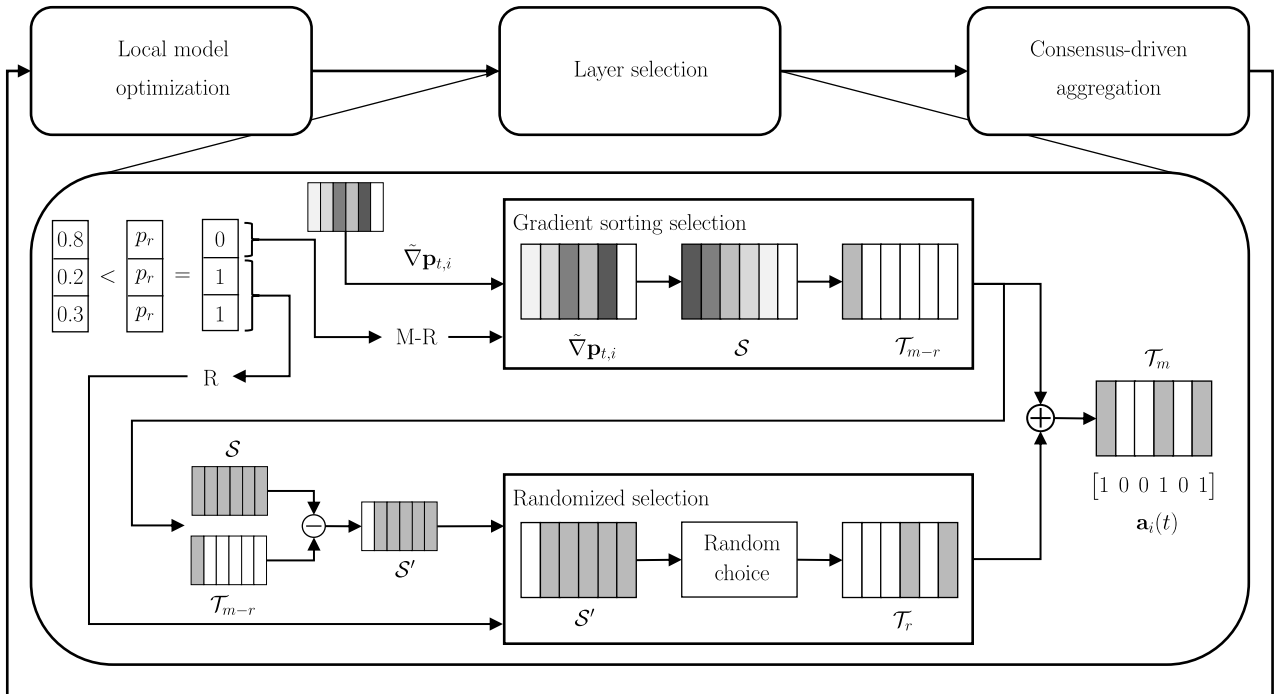 Local model
optimization
Layer selection
Consensus-driven
aggregation
0.8
0.2
0.3
<
p_r
p_r
p_r
=
0
1
1
∇̃p_{t,i}
M-R
R
Gradient sorting selection
∇̃p_{t,i}
𝒮
𝒯_{m−r}
𝒯_m
[1 0 0 1 0 1]
a_i(t)
𝒮
𝒯_{m−r}
𝒮′
Randomized selection
𝒮′
Random
choice
𝒯_r